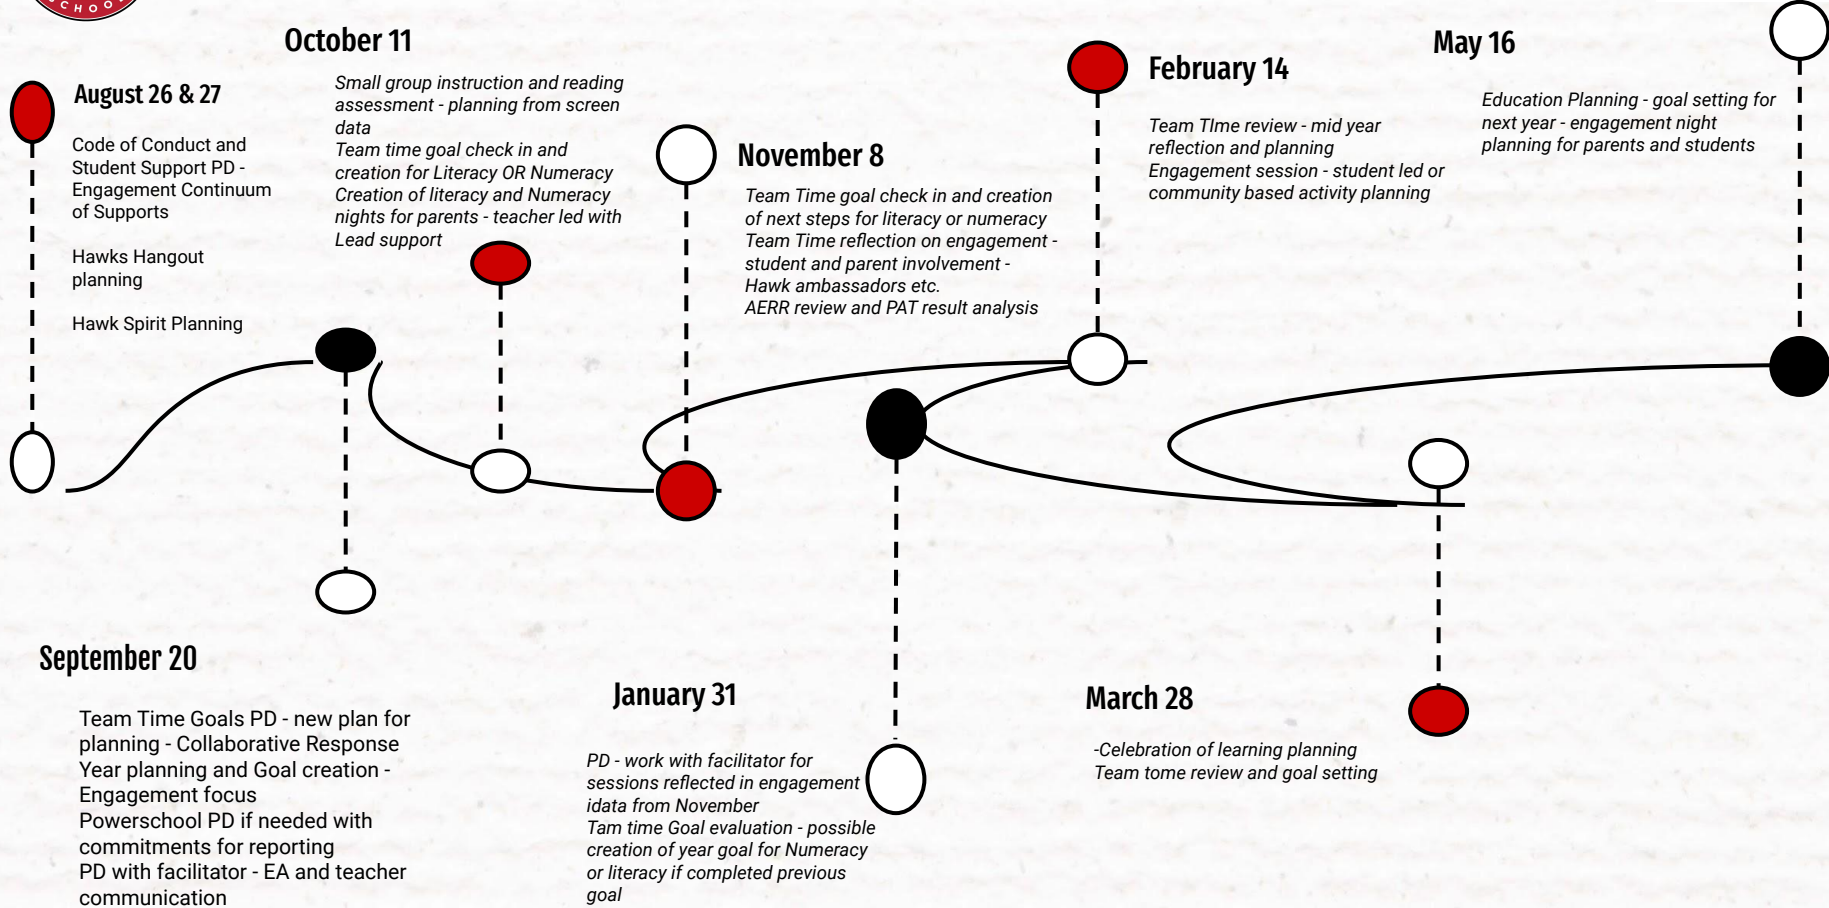 SCHOOL
October 11
Small group instruction and reading
assessment - planning from screen
data
Team time goal check in and
creation for Literacy OR Numeracy
Creation of literacy and Numeracy
nights for parents - teacher led with
Lead support
August 26 & 27
Code of Conduct and
Student Support PD -
Engagement Continuum
of Supports
Hawks Hangout
planning
Hawk Spirit Planning
November 8
Team Time goal check in and creation
of next steps for literacy or numeracy
Team Time reflection on engagement -
student and parent involvement -
Hawk ambassadors etc.
AERR review and PAT result analysis
February 14
Team TIme review - mid year
reflection and planning
Engagement session - student led or
community based activity planning
May 16
Education Planning - goal setting for
next year - engagement night
planning for parents and students
September 20
Team Time Goals PD - new plan for
planning - Collaborative Response
Year planning and Goal creation -
Engagement focus
Powerschool PD if needed with
commitments for reporting
PD with facilitator - EA and teacher
communication
January 31
PD - work with facilitator for
sessions reflected in engagement
idata from November
Tam time Goal evaluation - possible
creation of year goal for Numeracy
or literacy if completed previous
goal
March 28
-Celebration of learning planning
Team tome review and goal setting